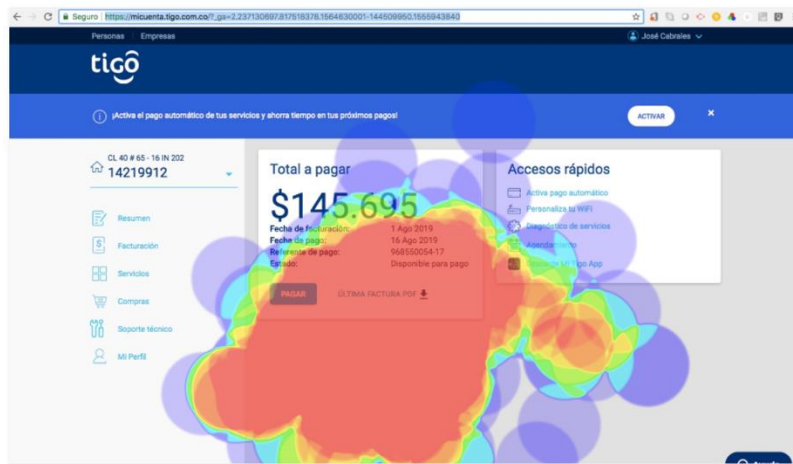 Seguro
https://micuenta.tigo.com.co/?_ga=2.237130697.817518378.1564630001-144509950.1555943840
Personas Empresas
José Cabrales
tigo
¡Activa el pago automático de tus servicios y ahorra tiempo en tus próximos pagos!
ACTIVAR
CL 40 # 65 - 16 IN 202
14219912
Resumen
Facturación
Servicios
Compras
Soporte técnico
Mi Perfil
Total a pagar
$145.695
Fecha de facturación: 1 Ago 2019
Fecha de pago: 16 Ago 2019
Referente de pago: 968550054-17
Estado: Disponible para pago
PAGAR
ÚLTIMA FACTURA PDF
Accesos rápidos
Activa pago automático
Personaliza tu WiFi
Diagnóstico de servicios
Agendamiento
Mi Tigo App